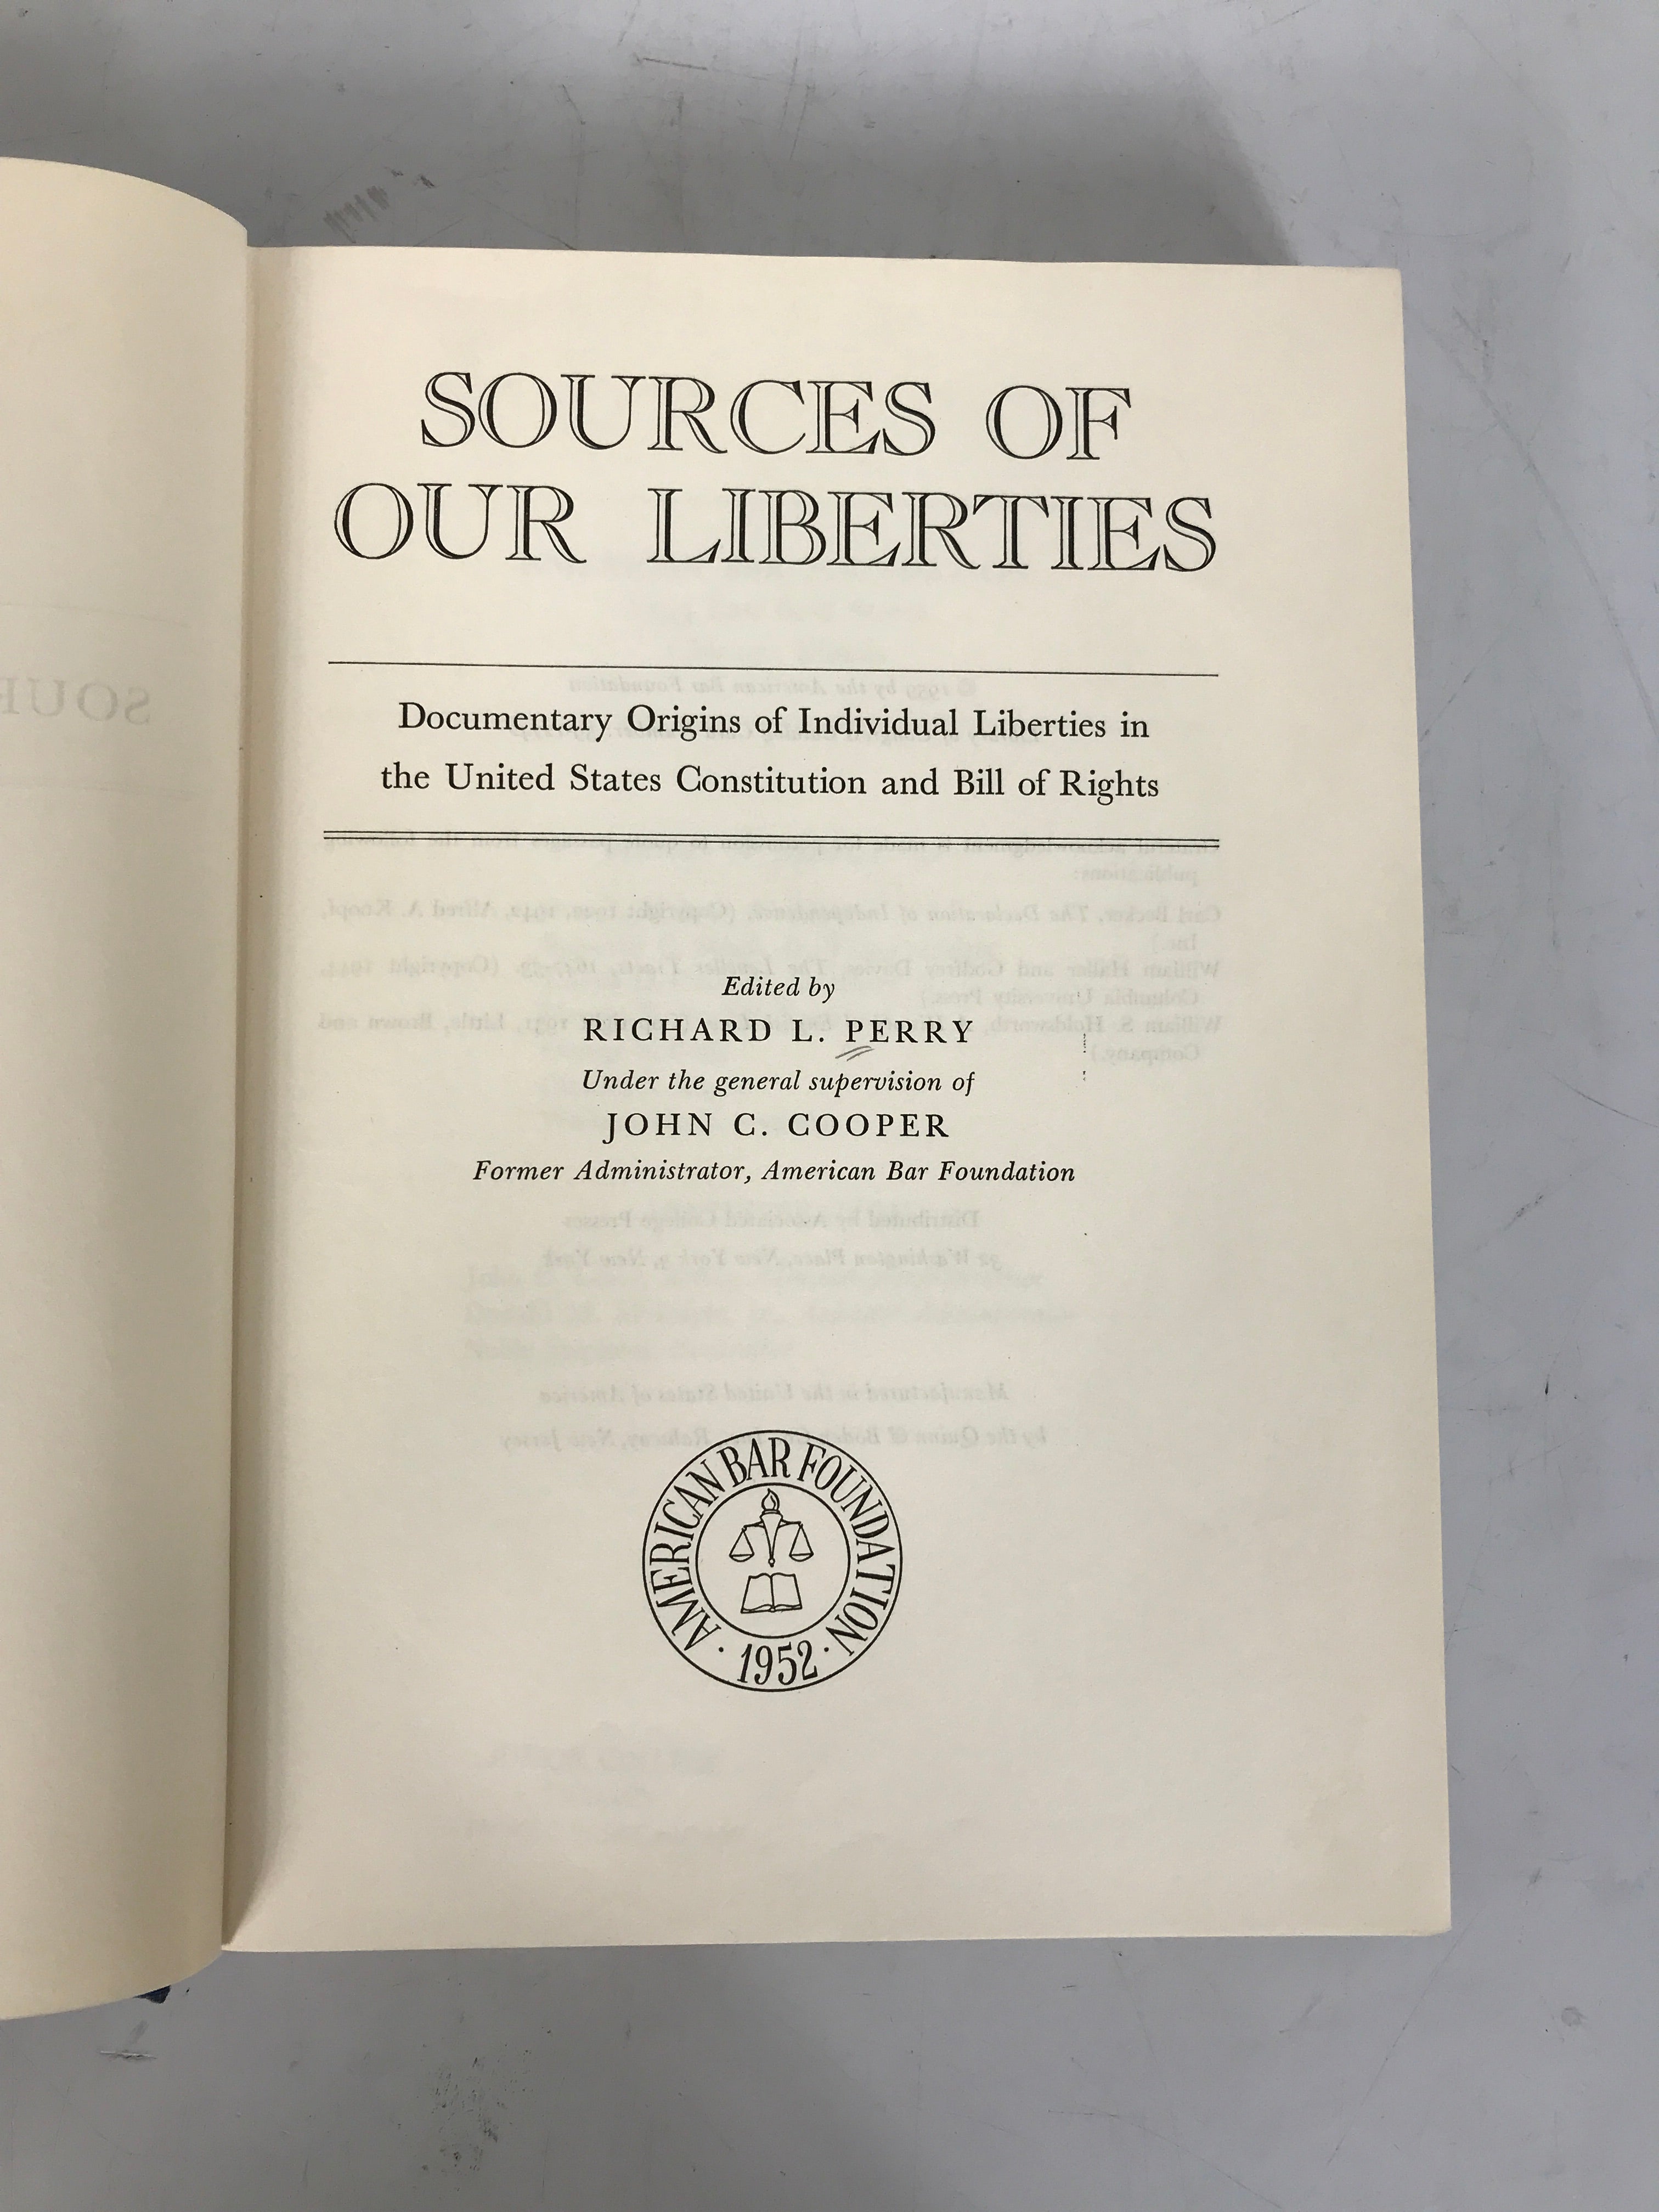 SOURCES OF
OUR LIBERTIES
Documentary Origins of Individual Liberties in
the United States Constitution and Bill of Rights
Edited by
RICHARD L. PERRY
Under the general supervision of
JOHN C. COOPER
Former Administrator, American Bar Foundation
AMERICAN BAR FOUNDATION
· 1952 ·